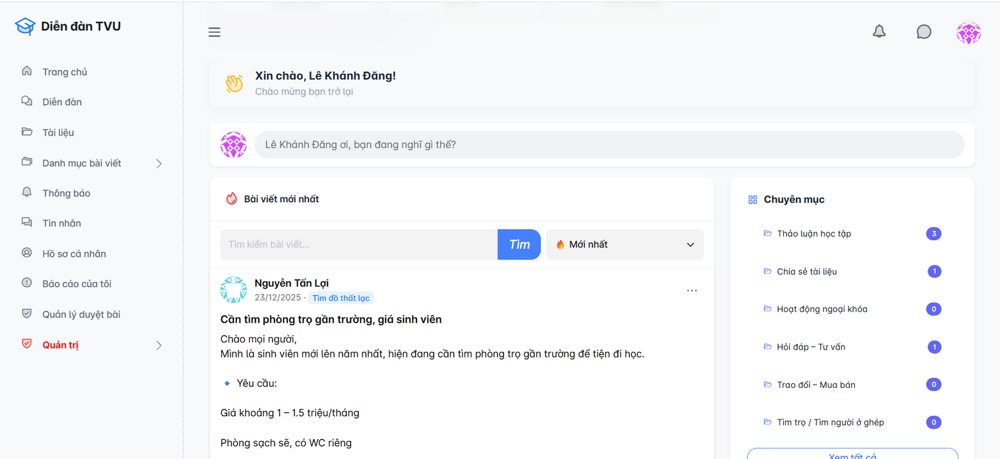 Diễn đàn TVU
Trang chủ
Diễn đàn
Tài liệu
Danh mục bài viết
Thông báo
Tin nhắn
Hồ sơ cá nhân
Báo cáo của tôi
Quản lý duyệt bài
Quản trị
Xin chào, Lê Khánh Đăng!
Chào mừng bạn trở lại
Lê Khánh Đăng ơi, bạn đang nghĩ gì thế?
Bài viết mới nhất
Tìm kiếm bài viết...
Tìm
Mới nhất
Nguyễn Tấn Lợi
23/12/2025 · Tìm đồ thất lạc
Cần tìm phòng trọ gần trường, giá sinh viên
Chào mọi người,
Mình là sinh viên mới lên năm nhất, hiện đang cần tìm phòng trọ gần trường để tiện đi học.
🔹 Yêu cầu:
Giá khoảng 1 – 1.5 triệu/tháng
Phòng sạch sẽ, có WC riêng
Chuyên mục
Thảo luận học tập 3
Chia sẻ tài liệu 1
Hoạt động ngoại khóa 0
Hỏi đáp – Tư vấn 1
Trao đổi – Mua bán 0
Tìm trọ / Tìm người ở ghép 0
Xem tất cả